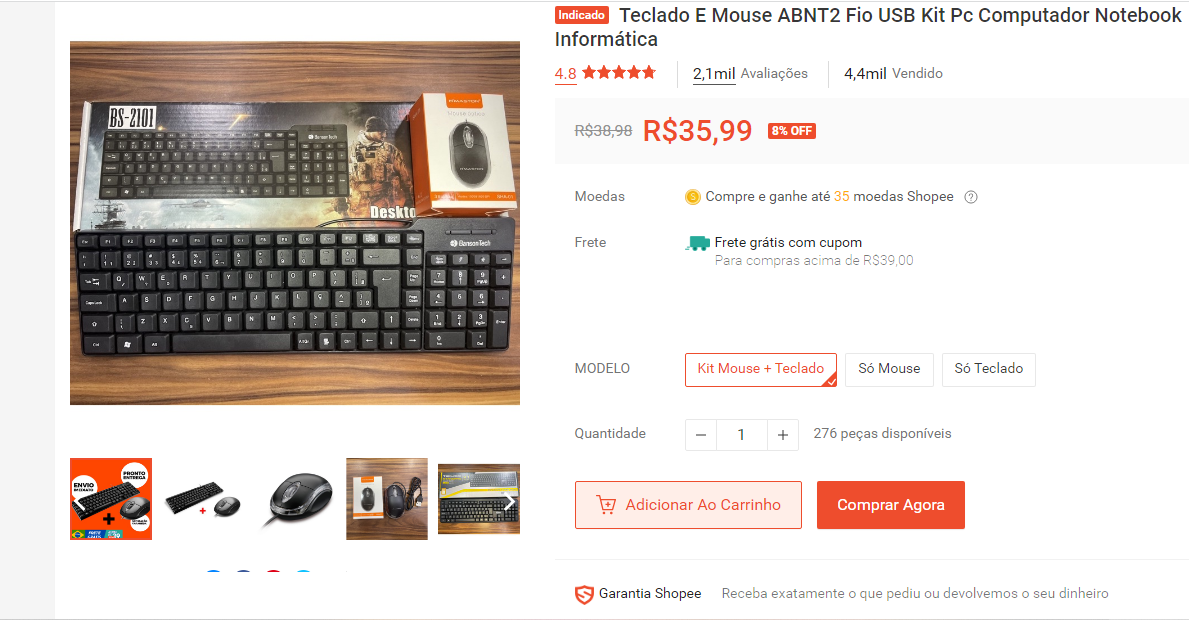 Indicado Teclado E Mouse ABNT2 Fio USB Kit Pc Computador Notebook
Informática
4.8 2,1mil Avaliações 4,4mil Vendido
R$38,98 R$35,99 8% OFF
Moedas Compre e ganhe até 35 moedas Shopee
Frete Frete grátis com cupom
Para compras acima de R$39,00
MODELO Kit Mouse + Teclado Só Mouse Só Teclado
Quantidade 1 276 peças disponíveis
Adicionar Ao Carrinho Comprar Agora
Garantia Shopee Receba exatamente o que pediu ou devolvemos o seu dinheiro
BS-2101
BansonTech
Deskto
BansonTech
ENVIO
IMEDIATO
PRONTO
ENTREGA